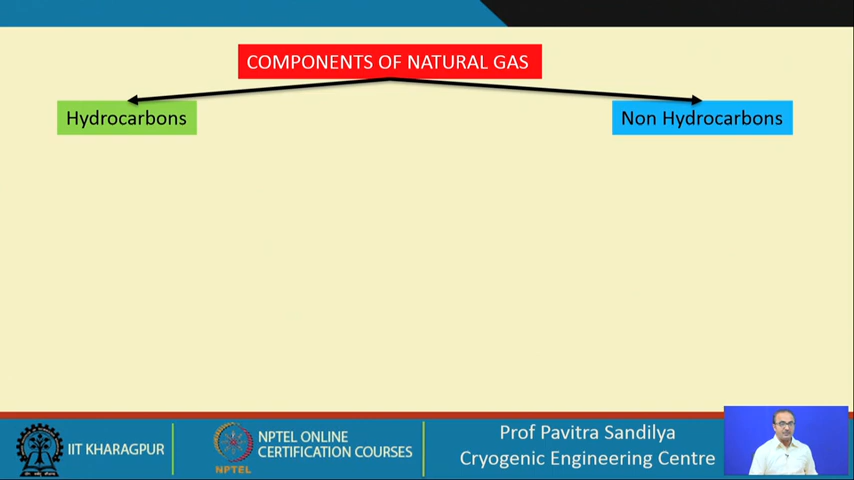 COMPONENTS OF NATURAL GAS
Hydrocarbons
Non Hydrocarbons
IIT KHARAGPUR
NPTEL
NPTEL ONLINE
CERTIFICATION COURSES
Prof Pavitra Sandilya
Cryogenic Engineering Centre